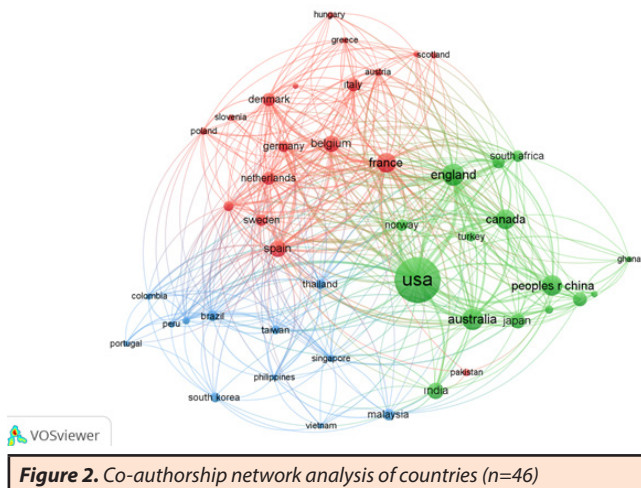 hungary
greece
scotland
austria
italy
denmark
slovenia
poland
germany
belgium
france
south africa
england
netherlands
sweden
norway
canada
turkey
spain
ghana
usa
thailand
peoples r china
colombia
brazil
peru
taiwan
australia
japan
portugal
singapore
pakistan
philippines
india
south korea
malaysia
vietnam
VOSviewer
Figure 2. Co-authorship network analysis of countries (n=46)